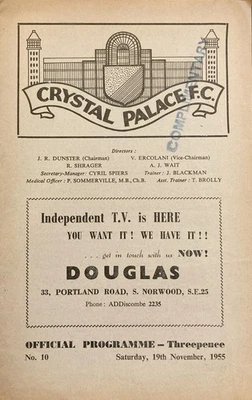 COMPLIMENTARY
CRYSTAL PALACE F.C.
Directors :
J. R. DUNSTER (Chairman) V. ERCOLANI (Vice-Chairman)
R. SHRAGER A. J. WAIT
Secretary-Manager: CYRIL SPIERS Trainer: J. BLACKMAN
Medical Officer: P. SOMMERVILLE, M.B., Ch.B. Asst. Trainer: T. BROLLY
Independent T.V. is HERE
YOU WANT IT! WE HAVE IT!!
. . . get in touch with us NOW!
DOUGLAS
33, PORTLAND ROAD, S. NORWOOD, S.E.25
Phone: ADDiscombe 2235
OFFICIAL PROGRAMME — Threepence
No. 10 Saturday, 19th November, 1955